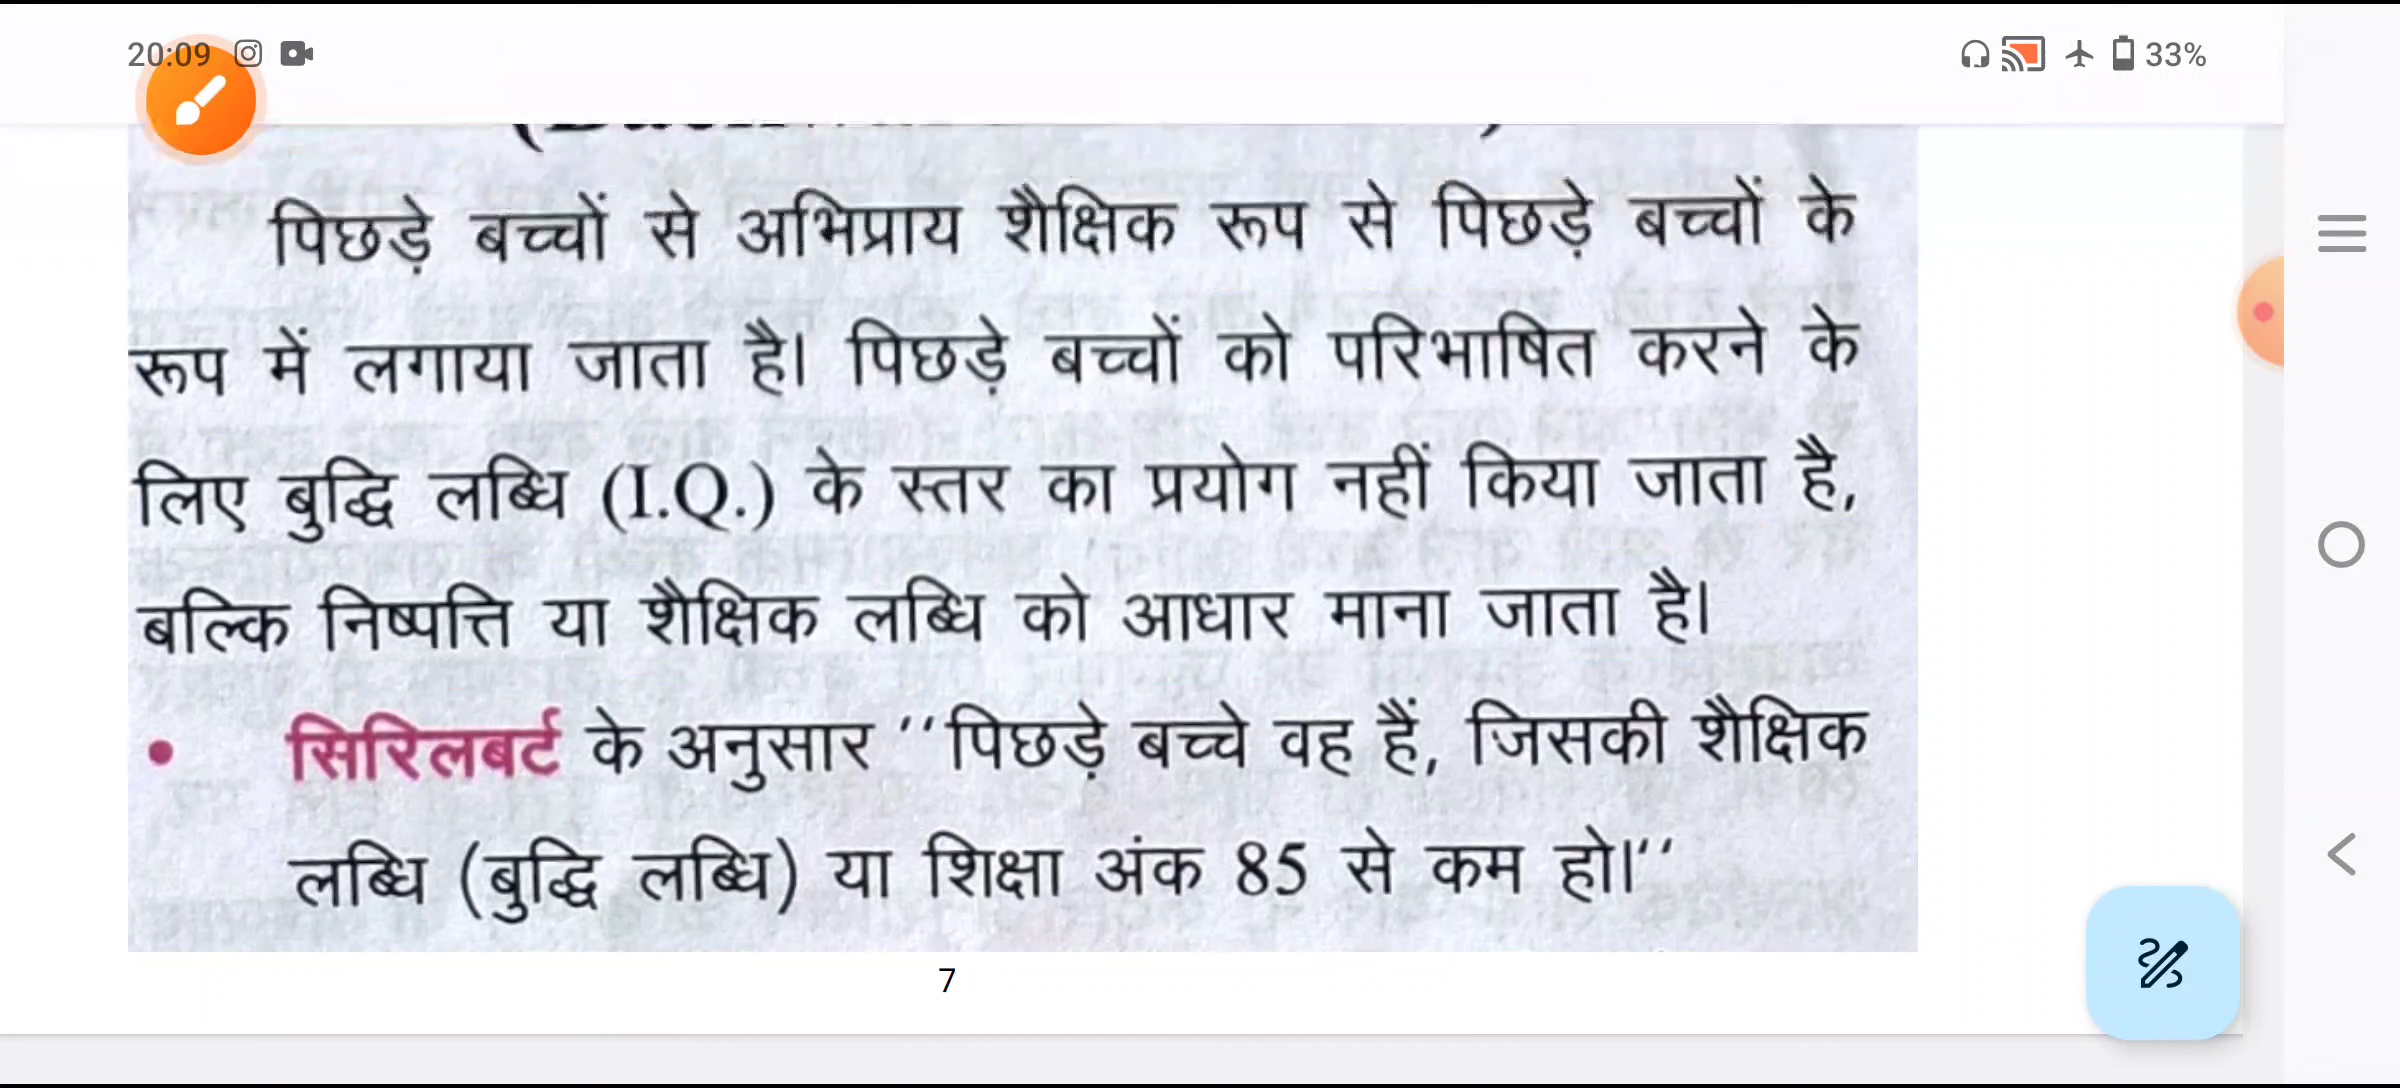 20:09
33%
पिछड़े बच्चों से अभिप्राय शैक्षिक रूप से पिछड़े बच्चों के
रूप में लगाया जाता है। पिछड़े बच्चों को परिभाषित करने के
लिए बुद्धि लब्धि (I.Q.) के स्तर का प्रयोग नहीं किया जाता है,
बल्कि निष्पत्ति या शैक्षिक लब्धि को आधार माना जाता है।
• सिरिलबर्ट के अनुसार ‘‘पिछड़े बच्चे वह हैं, जिसकी शैक्षिक
लब्धि (बुद्धि लब्धि) या शिक्षा अंक 85 से कम हो।‘‘
7